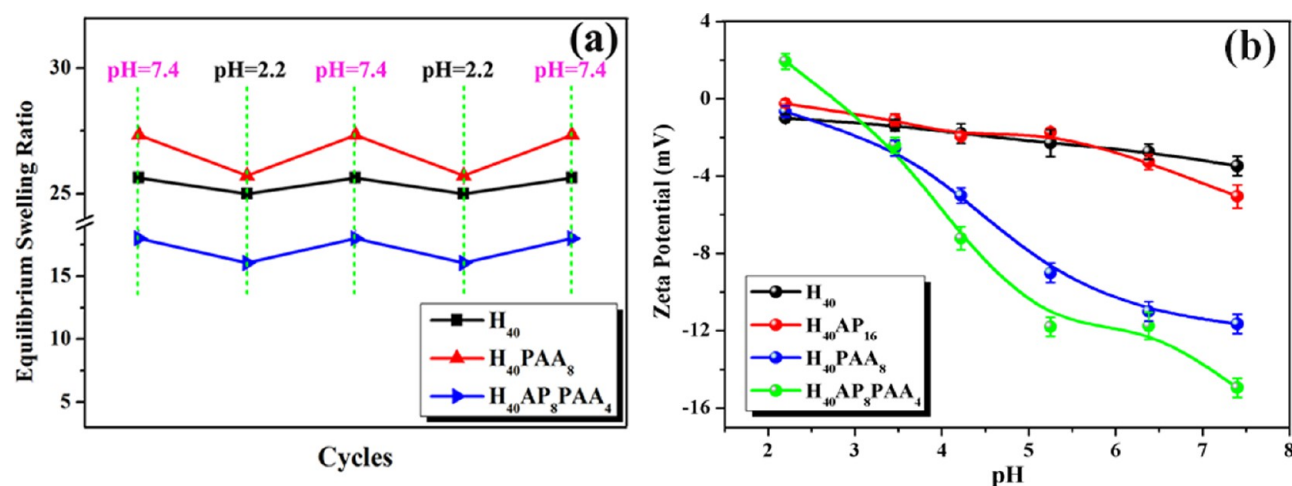 (a)
pH=7.4 pH=2.2 pH=7.4 pH=2.2 pH=7.4
Equilibrium Swelling Ratio
30
25
15
10
5
H40
H40PAA8
H40AP8PAA4
Cycles
(b)
Zeta Potential (mV)
4
0
-4
-8
-12
-16
H40
H40AP16
H40PAA8
H40AP8PAA4
2 3 4 5 6 7 8
pH